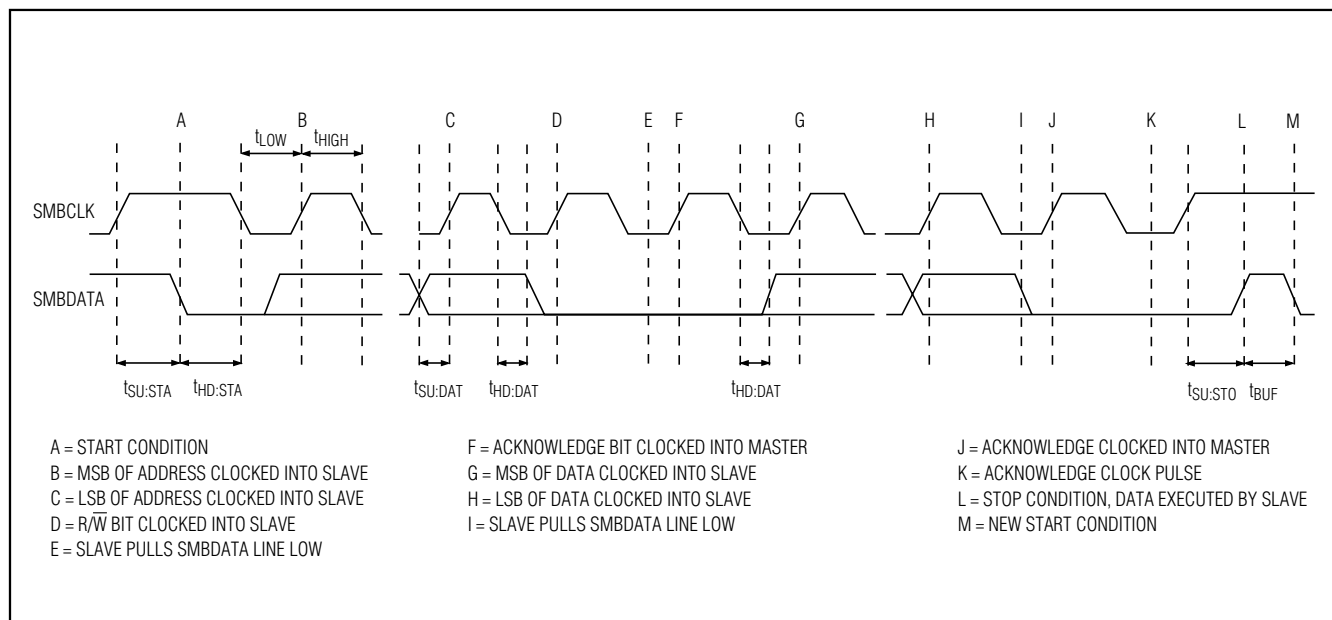 A B C D E F G H I J K L M
tLOW tHIGH
SMBCLK
SMBDATA
tSU:STA tHD:STA tSU:DAT tHD:DAT tHD:DAT tSU:STO tBUF
A = START CONDITION
B = MSB OF ADDRESS CLOCKED INTO SLAVE
C = LSB OF ADDRESS CLOCKED INTO SLAVE
D = R/W̅ BIT CLOCKED INTO SLAVE
E = SLAVE PULLS SMBDATA LINE LOW
F = ACKNOWLEDGE BIT CLOCKED INTO MASTER
G = MSB OF DATA CLOCKED INTO SLAVE
H = LSB OF DATA CLOCKED INTO SLAVE
I = SLAVE PULLS SMBDATA LINE LOW
J = ACKNOWLEDGE CLOCKED INTO MASTER
K = ACKNOWLEDGE CLOCK PULSE
L = STOP CONDITION, DATA EXECUTED BY SLAVE
M = NEW START CONDITION